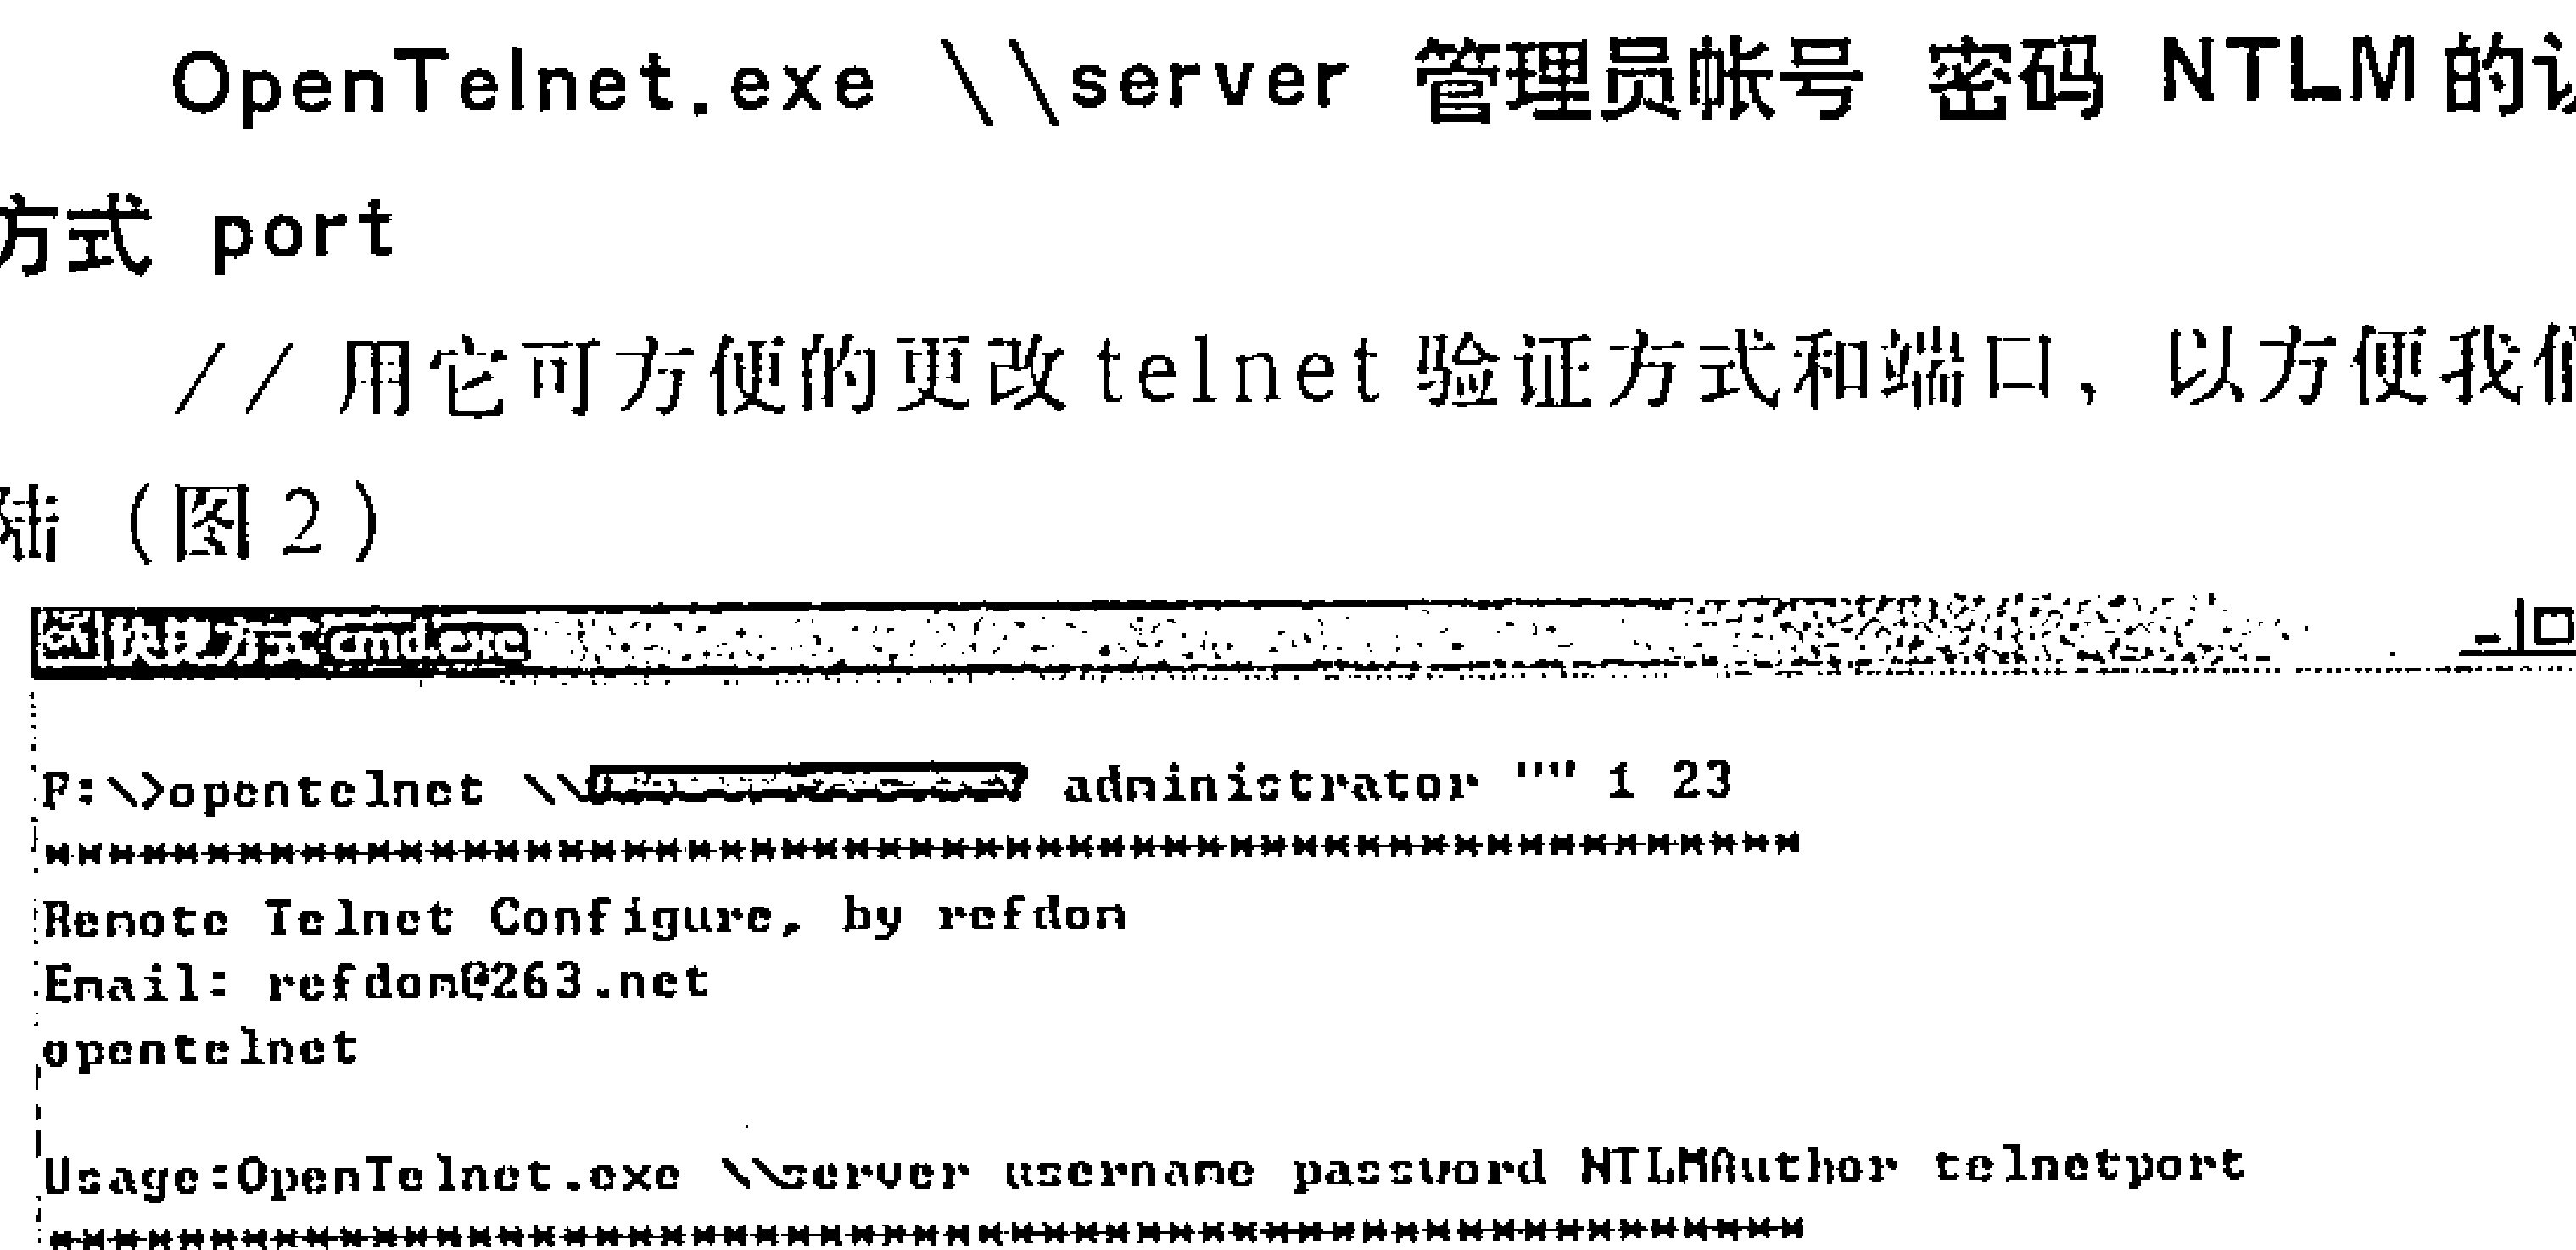 OpenTelnet.exe \\server 管理员帐号 密码 NTLM的
方式 port
// 用它可方便的更改telnet验证方式和端口，以方便我们
陆（图2）
快捷方式 cmd.exe
F:\>opentelnet \\ administrator "" 1 23
*******************************************************
Remote Telnet Configure, by refdom
Email: refdom@263.net
opentelnet
Usage:OpenTelnet.exe \\server username password NTLMAuthor telnetport
*******************************************************